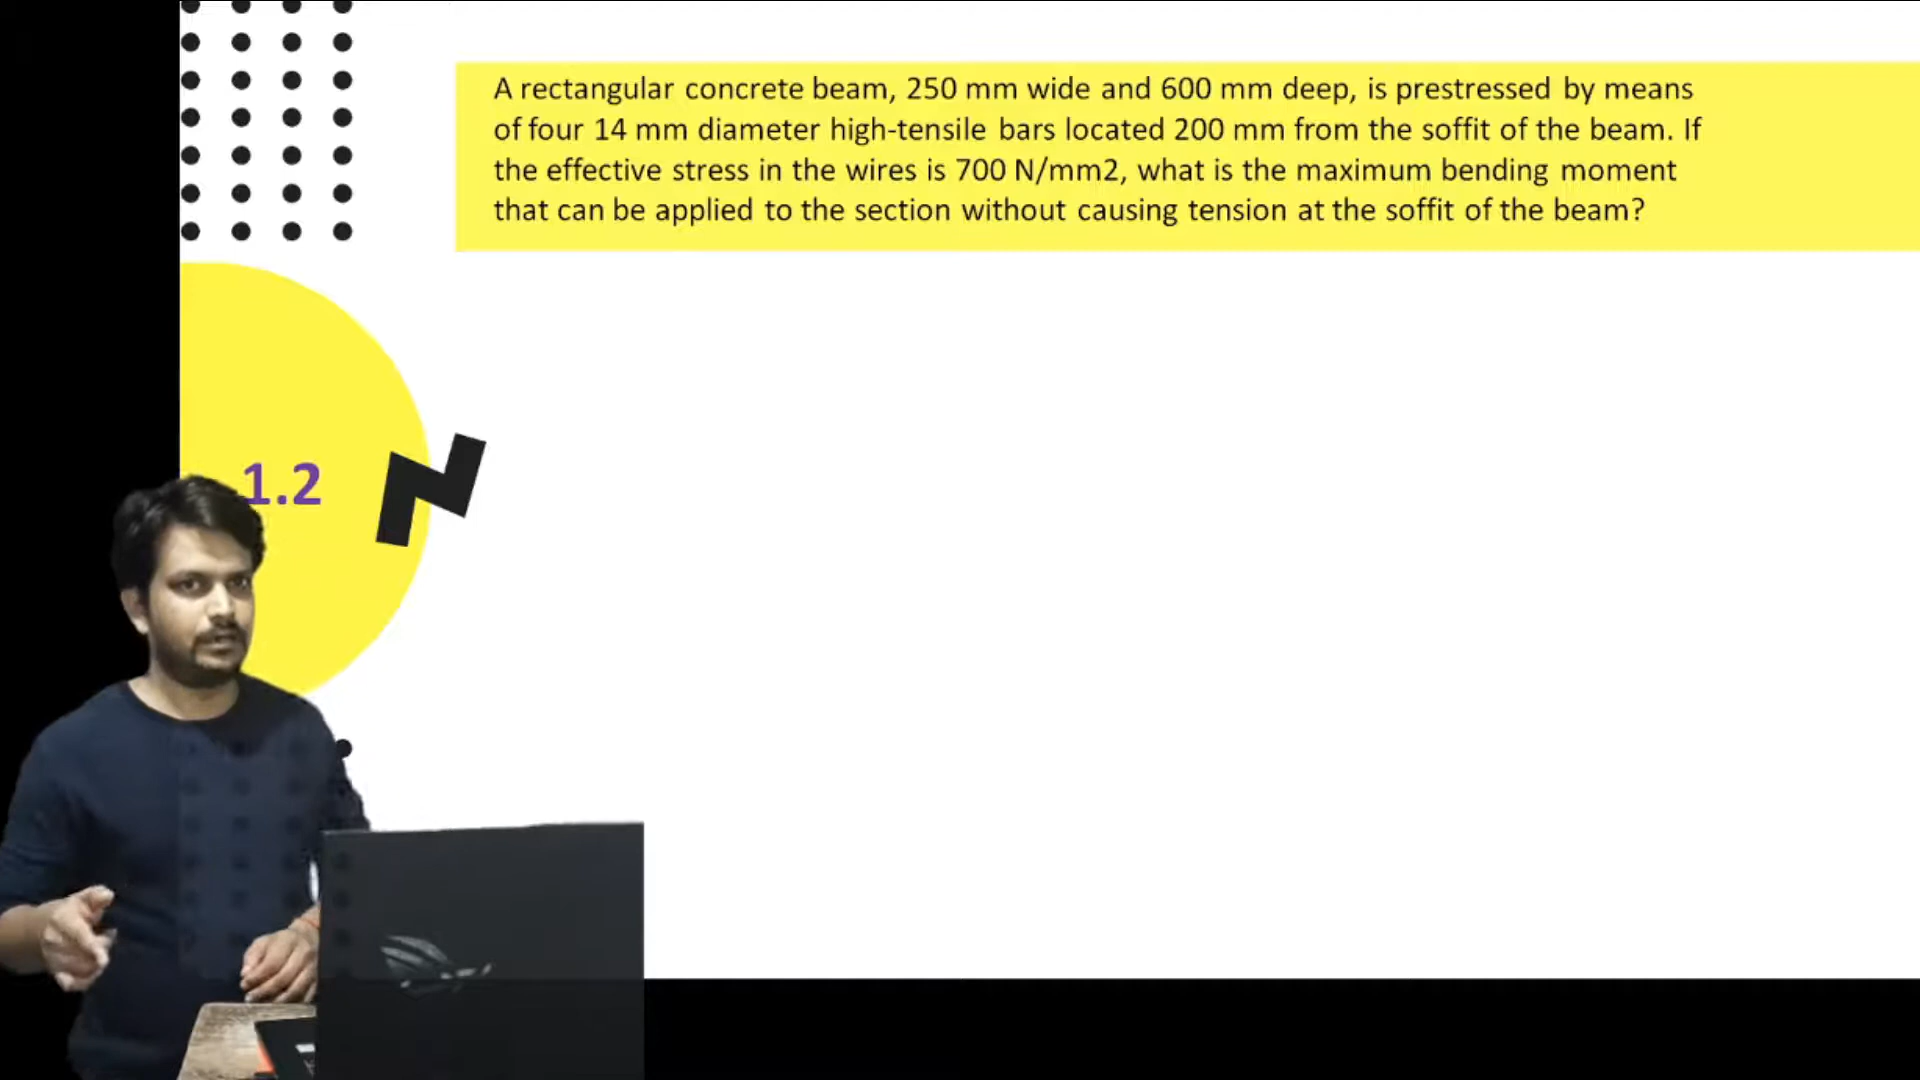 A rectangular concrete beam, 250 mm wide and 600 mm deep, is prestressed by means
of four 14 mm diameter high-tensile bars located 200 mm from the soffit of the beam. If
the effective stress in the wires is 700 N/mm2, what is the maximum bending moment
that can be applied to the section without causing tension at the soffit of the beam?
1.2